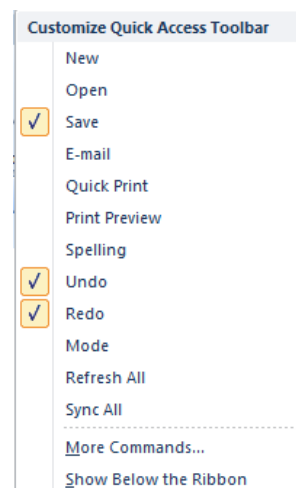 Customize Quick Access Toolbar
New
Open
Save
E-mail
Quick Print
Print Preview
Spelling
Undo
Redo
Mode
Refresh All
Sync All
More Commands...
Show Below the Ribbon